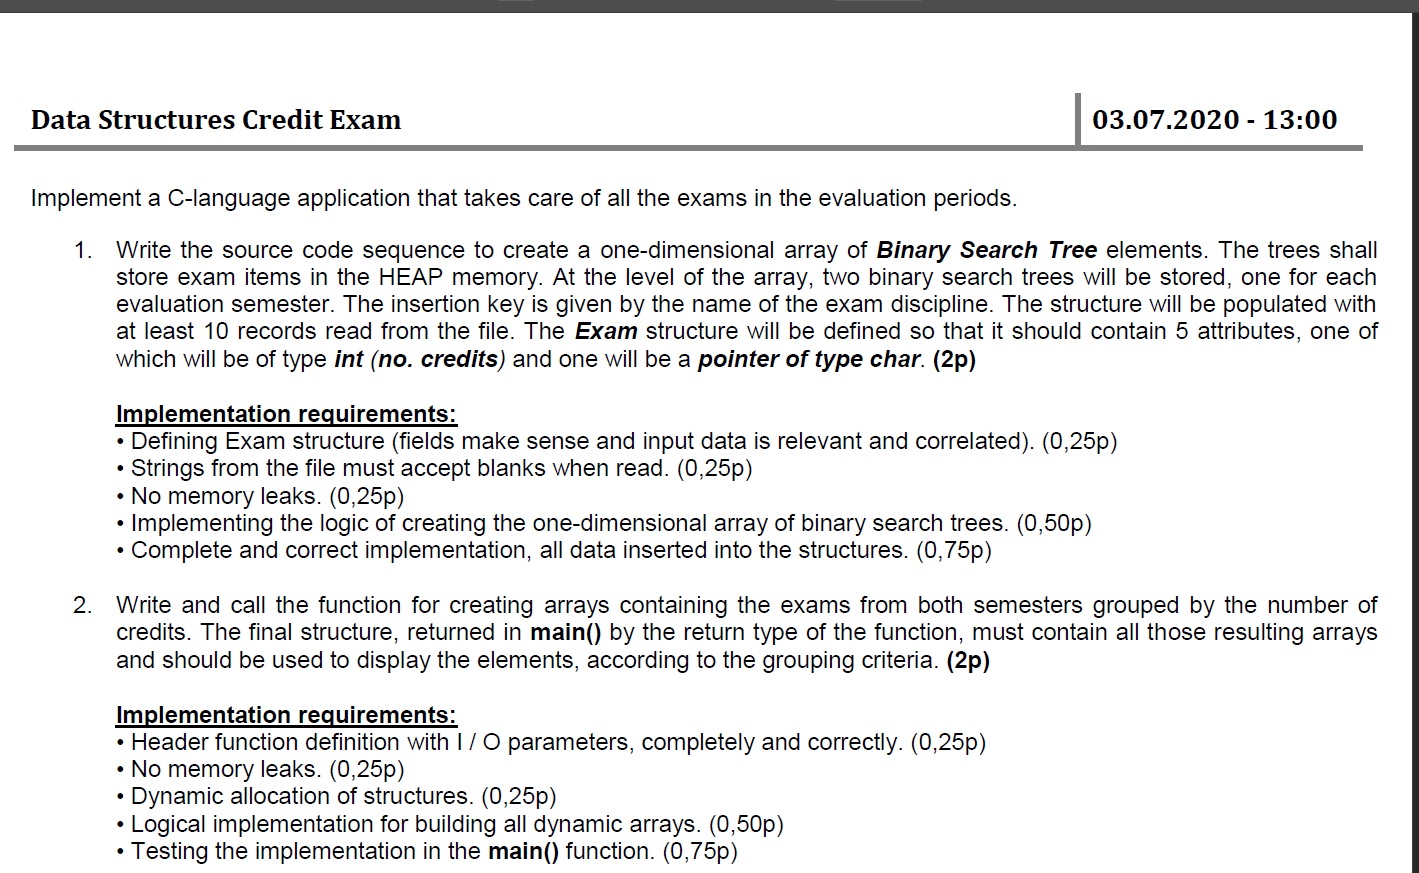 Data Structures Credit Exam
03.07.2020 - 13:00
Implement a C-language application that takes care of all the exams in the evaluation periods.
1. Write the source code sequence to create a one-dimensional array of Binary Search Tree elements. The trees shall
store exam items in the HEAP memory. At the level of the array, two binary search trees will be stored, one for each
evaluation semester. The insertion key is given by the name of the exam discipline. The structure will be populated with
at least 10 records read from the file. The Exam structure will be defined so that it should contain 5 attributes, one of
which will be of type int (no. credits) and one will be a pointer of type char. (2p)
Implementation requirements:
• Defining Exam structure (fields make sense and input data is relevant and correlated). (0,25p)
• Strings from the file must accept blanks when read. (0,25p)
• No memory leaks. (0,25p)
• Implementing the logic of creating the one-dimensional array of binary search trees. (0,50p)
• Complete and correct implementation, all data inserted into the structures. (0,75p)
2. Write and call the function for creating arrays containing the exams from both semesters grouped by the number of
credits. The final structure, returned in main() by the return type of the function, must contain all those resulting arrays
and should be used to display the elements, according to the grouping criteria. (2p)
Implementation requirements:
• Header function definition with I / O parameters, completely and correctly. (0,25p)
• No memory leaks. (0,25p)
• Dynamic allocation of structures. (0,25p)
• Logical implementation for building all dynamic arrays. (0,50p)
• Testing the implementation in the main() function. (0,75p)